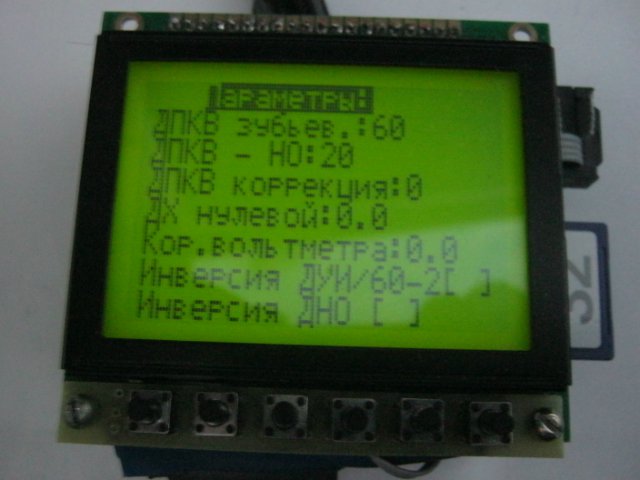 Параметры:
ДПКВ зубьев.:60
ДПКВ - НО:20
ДПКВ коррекция:0
ДХ нулевой:0.0
Кор.вольтметра:0.0
Инверсия ДУИ/60-2[ ]
Инверсия ДНО [ ]
32